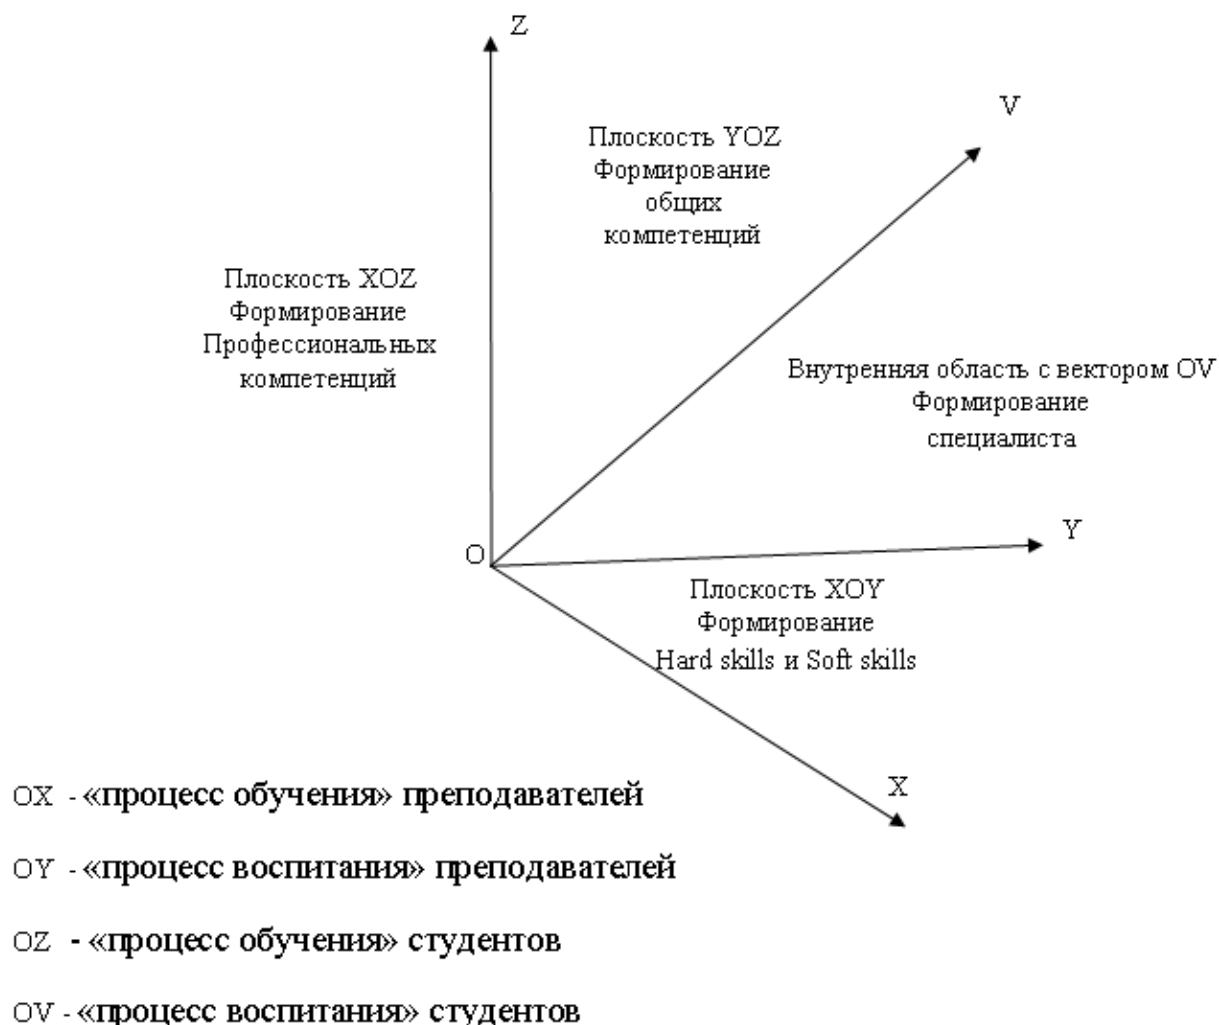 Z
V
Плоскость YOZ
Формирование
общих
компетенций
Плоскость XOZ
Формирование
Профессиональных
компетенций
Внутренняя область с вектором OV
Формирование
специалиста
O
Y
Плоскость XOY
Формирование
Hard skills и Soft skills
X
OX - «процесс обучения» преподавателей
OY - «процесс воспитания» преподавателей
OZ - «процесс обучения» студентов
OV - «процесс воспитания» студентов